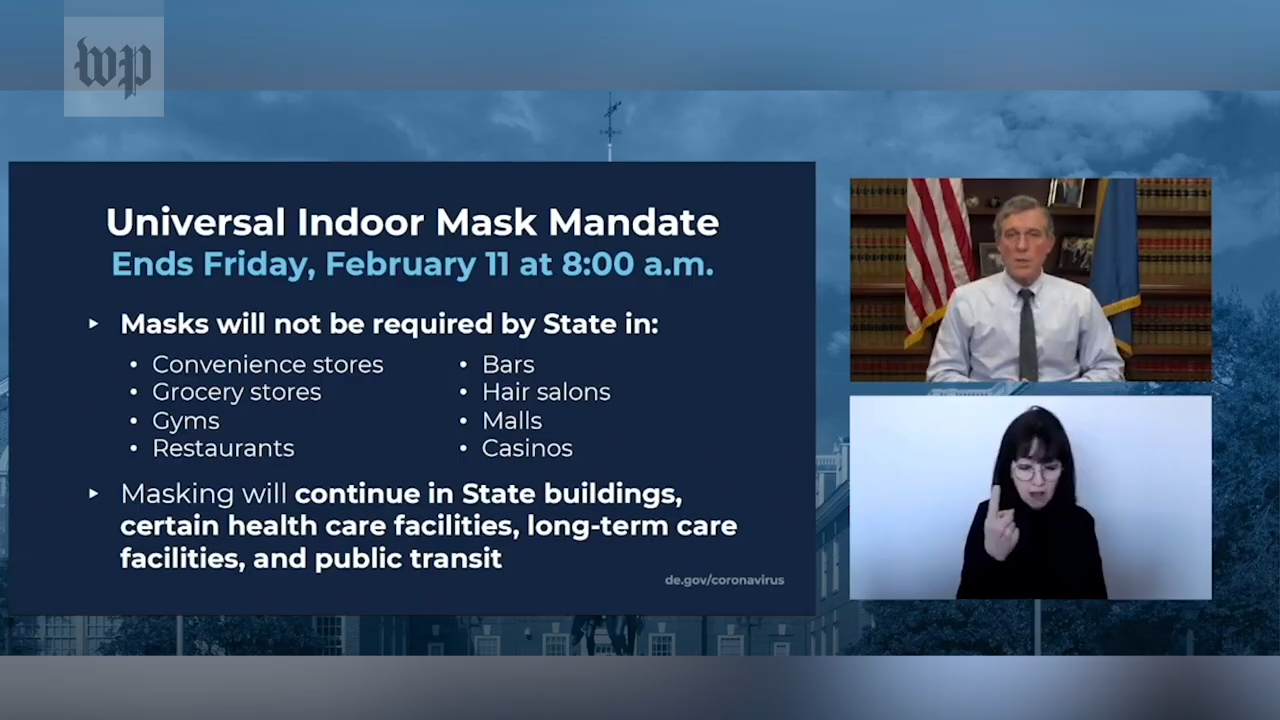 wp
Universal Indoor Mask Mandate
Ends Friday, February 11 at 8:00 a.m.
Masks will not be required by State in:
• Convenience stores
• Grocery stores
• Gyms
• Restaurants
• Bars
• Hair salons
• Malls
• Casinos
Masking will continue in State buildings,
certain health care facilities, long-term care
facilities, and public transit
de.gov/coronavirus